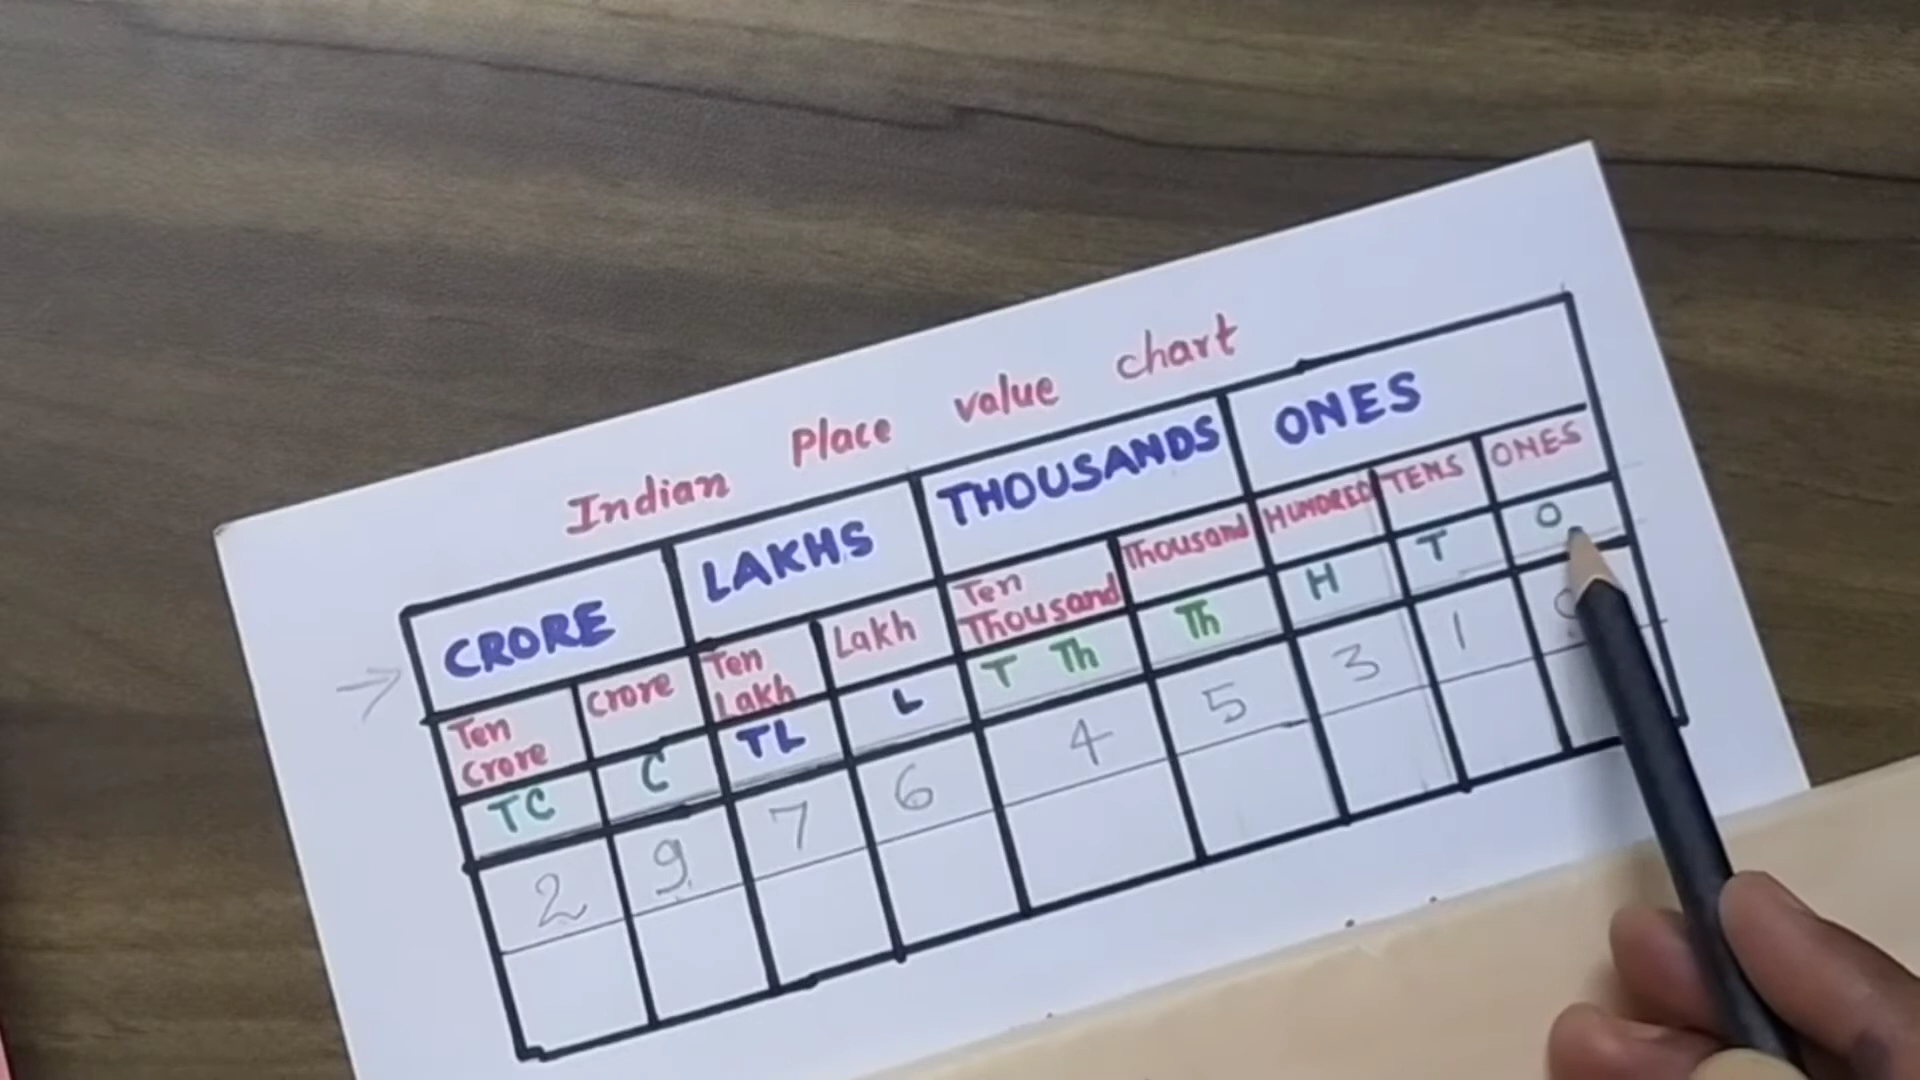 Indian Place value chart
CRORE LAKHS THOUSANDS ONES
Ten Crore Crore Ten Lakh Lakh Ten Thousand Thousand HUNDRED TENS ONES
TC C TL L T Th Th H T O
2 9 7 6 4 5 3 1